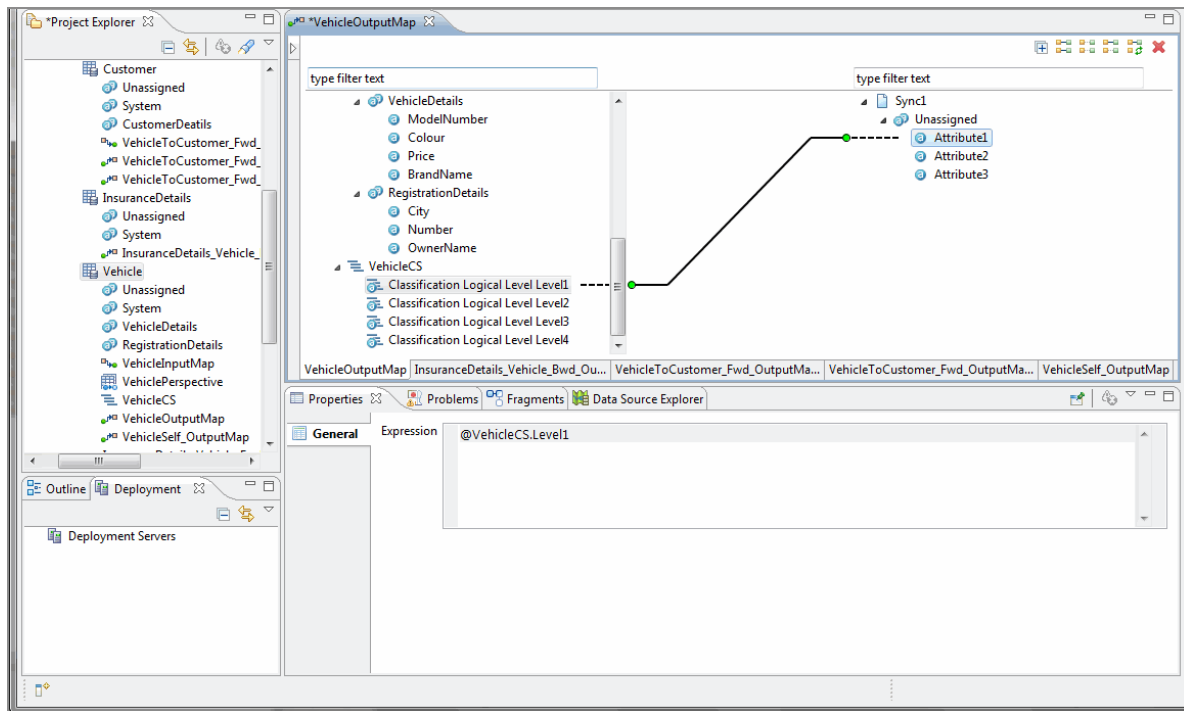 *Project Explorer
Customer
Unassigned
System
CustomerDeatils
VehicleToCustomer_Fwd_
VehicleToCustomer_Fwd_
VehicleToCustomer_Fwd_
InsuranceDetails
Unassigned
System
InsuranceDetails_Vehicle_
Vehicle
Unassigned
System
VehicleDetails
RegistrationDetails
VehicleInputMap
VehiclePerspective
VehicleCS
VehicleOutputMap
VehicleSelf_OutputMap
Outline Deployment
Deployment Servers
*VehicleOutputMap
type filter text type filter text
VehicleDetails
ModelNumber
Colour
Price
BrandName
RegistrationDetails
City
Number
OwnerName
VehicleCS
Classification Logical Level Level1
Classification Logical Level Level2
Classification Logical Level Level3
Classification Logical Level Level4
Sync1
Unassigned
Attribute1
Attribute2
Attribute3
VehicleOutputMap InsuranceDetails_Vehicle_Bwd_Ou... VehicleToCustomer_Fwd_OutputMa... VehicleToCustomer_Fwd_OutputMa... VehicleSelf_OutputMap
Properties Problems Fragments Data Source Explorer
General Expression @VehicleCS.Level1